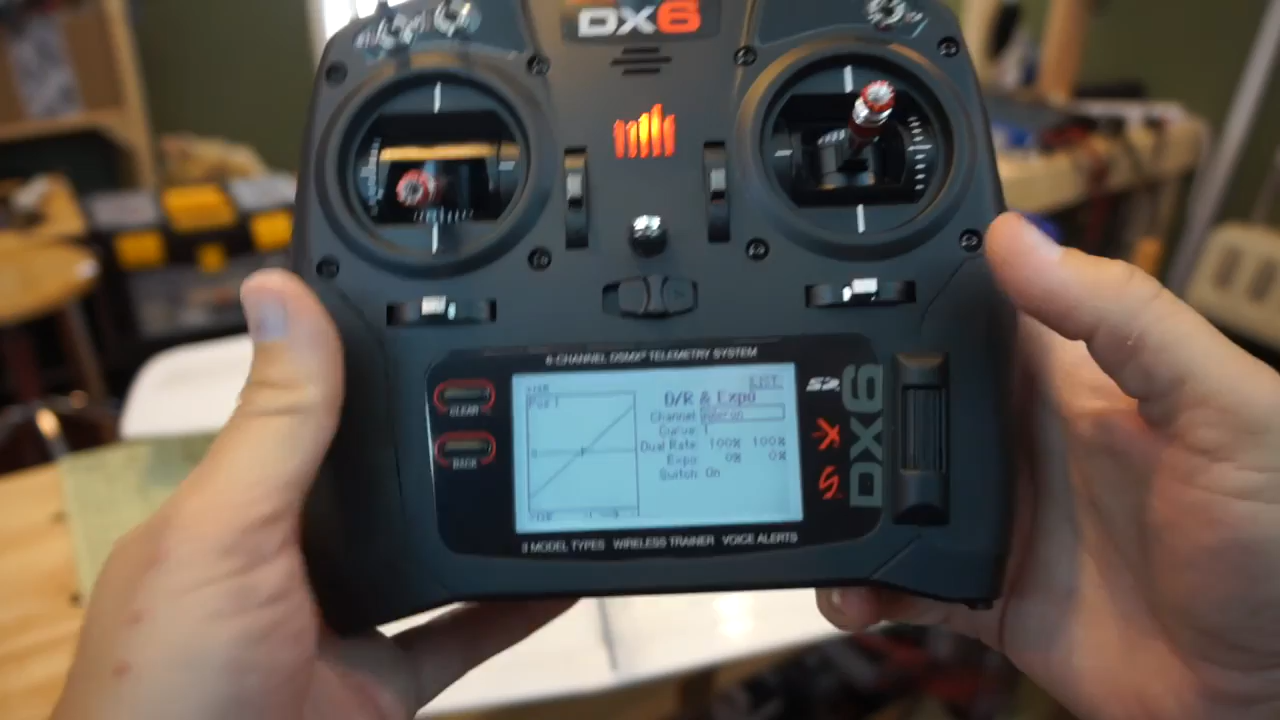 DX6
6-CHANNEL DSMX® TELEMETRY SYSTEM
LIST
D/R & Expo
Pos 1
Channel: Aileron
Curve: 1
Dual Rate: 100% 100%
Expo: 0% 0%
Switch: On
0
CLEAR
BACK
DX6
3 MODEL TYPES WIRELESS TRAINER VOICE ALERTS